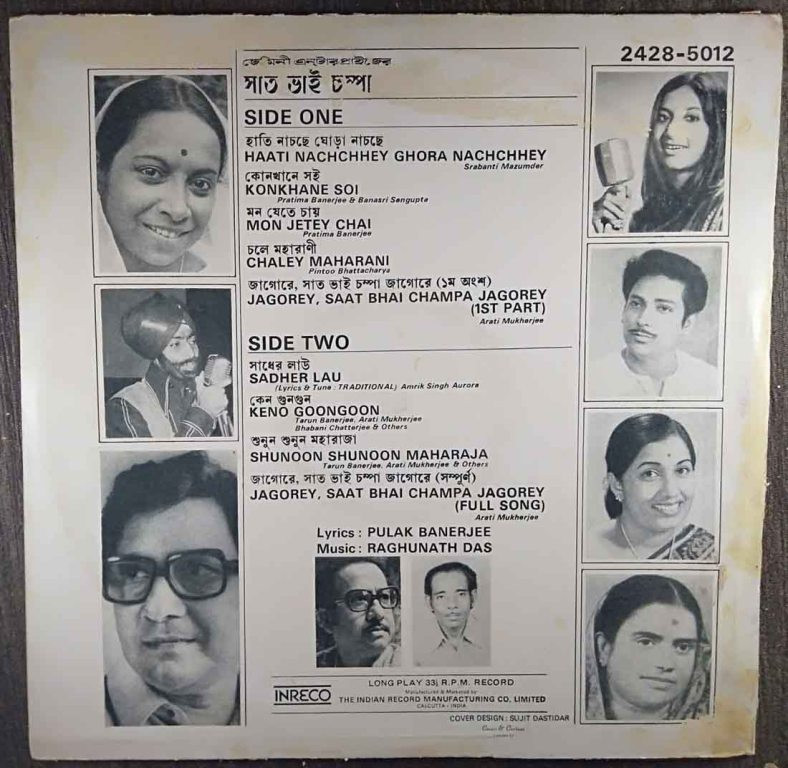 2428-5012
জেমিনী এন্টারপ্রাইজের
সাত ভাই চম্পা
SIDE ONE
হাতি নাচছে ঘোড়া নাচছে
HAATI NACHCHHEY GHORA NACHCHHEY
Srabanti Mazumder
কোনখানে সই
KONKHANE SOI
Pratima Banerjee & Banasri Sengupta
মন যেতে চায়
MON JETEY CHAI
Pratima Banerjee
চলে মহারাণী
CHALEY MAHARANI
Pintoo Bhattacharya
জাগোরে, সাত ভাই চম্পা জাগোরে (১ম অংশ)
JAGOREY, SAAT BHAI CHAMPA JAGOREY
(1ST PART)
Arati Mukherjee
SIDE TWO
সাধের লাউ
SADHER LAU
(Lyrics & Tune : TRADITIONAL) Amrik Singh Aurora
কেন গুনগুন
KENO GOONGOON
Tarun Banerjee, Arati Mukherjee
Bhabani Chatterjee & Others
শুনুন শুনুন মহারাজা
SHUNOON SHUNOON MAHARAJA
Tarun Banerjee, Arati Mukherjee & Others
জাগোরে, সাত ভাই চম্পা জাগোরে (সম্পূর্ণ)
JAGOREY, SAAT BHAI CHAMPA JAGOREY
(FULL SONG)
Arati Mukherjee
Lyrics : PULAK BANERJEE
Music : RAGHUNATH DAS
INRECO
LONG PLAY 33⅓ R.P.M. RECORD
Manufactured & Marketed by
THE INDIAN RECORD MANUFACTURING CO. LIMITED
CALCUTTA - INDIA
COVER DESIGN : SUJIT DASTIDAR